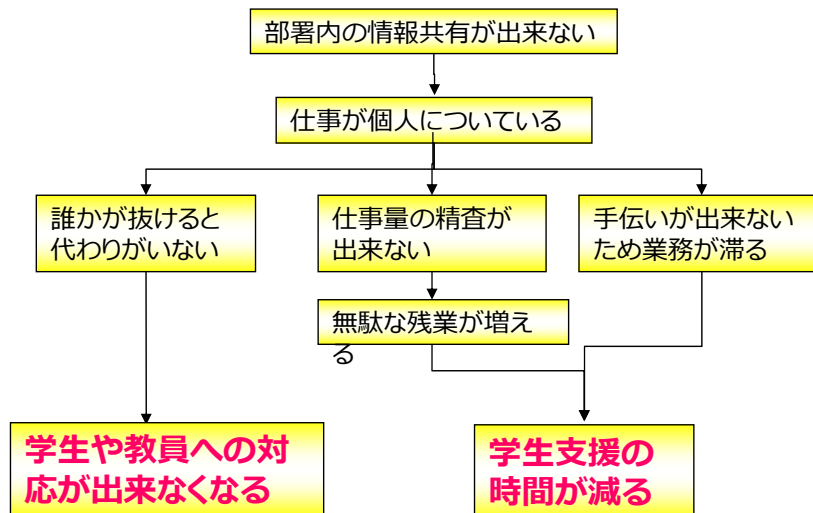 部署内の情報共有が出来ない
仕事が個人についている
誰かが抜けると
代わりがいない
仕事量の精査が
出来ない
手伝いが出来ない
ため業務が滞る
無駄な残業が増え
る
学生や教員への対
応が出来なくなる
学生支援の
時間が減る